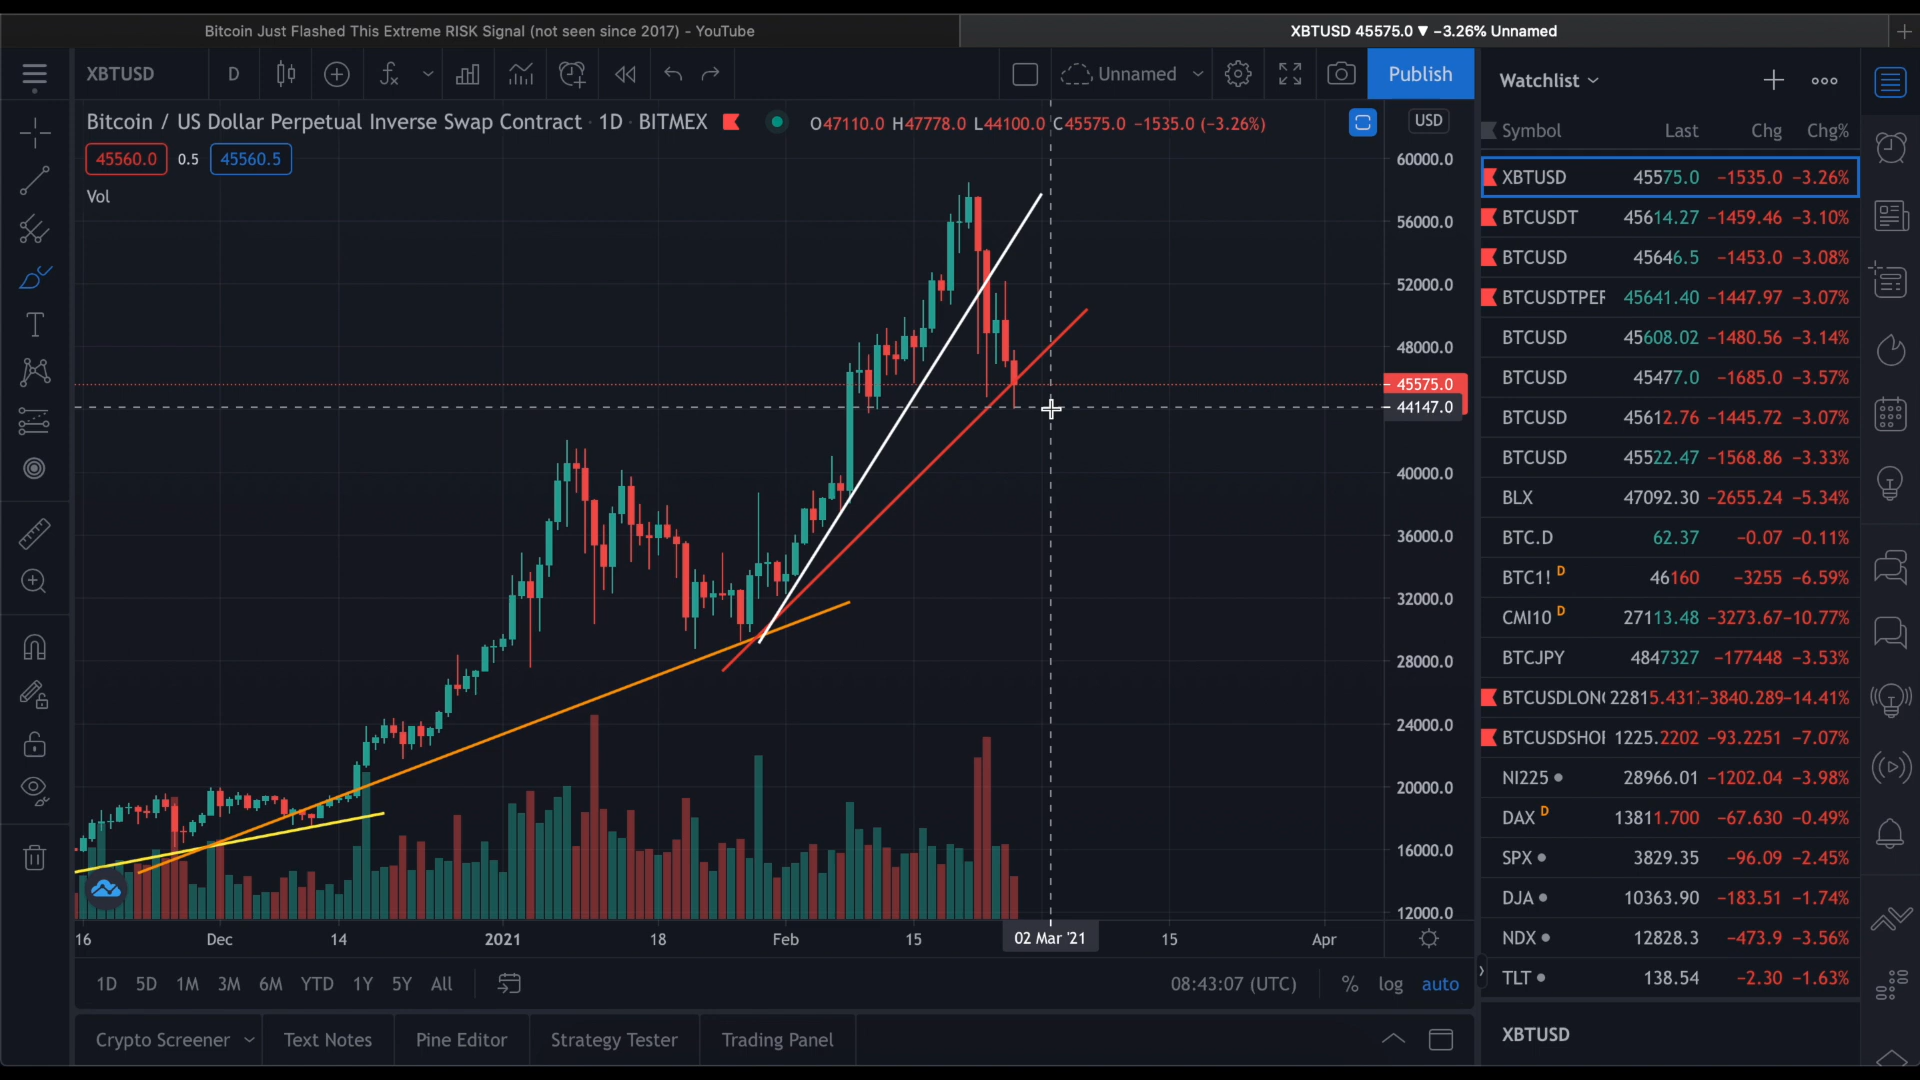 Bitcoin Just Flashed This Extreme RISK Signal (not seen since 2017) - YouTube
XBTUSD 45575.0 ▼ −3.26% Unnamed
XBTUSD D Unnamed Publish
Bitcoin / US Dollar Perpetual Inverse Swap Contract · 1D · BITMEX O47110.0 H47778.0 L44100.0 C45575.0 −1535.0 (−3.26%)
45560.0 0.5 45560.5
Vol
USD
60000.0
56000.0
52000.0
48000.0
45575.0
44147.0
40000.0
36000.0
32000.0
28000.0
24000.0
20000.0
16000.0
12000.0
16 Dec 14 2021 18 Feb 15 02 Mar '21 15 Apr
1D 5D 1M 3M 6M YTD 1Y 5Y All 08:43:07 (UTC) % log auto
Crypto Screener Text Notes Pine Editor Strategy Tester Trading Panel
Watchlist
Symbol Last Chg Chg%
XBTUSD 45575.0 −1535.0 −3.26%
BTCUSDT 45614.27 −1459.46 −3.10%
BTCUSD 45646.5 −1453.0 −3.08%
BTCUSDTPER 45641.40 −1447.97 −3.07%
BTCUSD 45608.02 −1480.56 −3.14%
BTCUSD 45477.0 −1685.0 −3.57%
BTCUSD 45612.76 −1445.72 −3.07%
BTCUSD 45522.47 −1568.86 −3.33%
BLX 47092.30 −2655.24 −5.34%
BTC.D 62.37 −0.07 −0.11%
BTC1! D 46160 −3255 −6.59%
CMI10 D 27113.48 −3273.67 −10.77%
BTCJPY 4847327 −177448 −3.53%
BTCUSDLONG 22815.431 −3840.289 −14.41%
BTCUSDSHOR 1225.2202 −93.2251 −7.07%
NI225 28966.01 −1202.04 −3.98%
DAX D 13811.700 −67.630 −0.49%
SPX 3829.35 −96.09 −2.45%
DJA 10363.90 −183.51 −1.74%
NDX 12828.3 −473.9 −3.56%
TLT 138.54 −2.30 −1.63%
XBTUSD